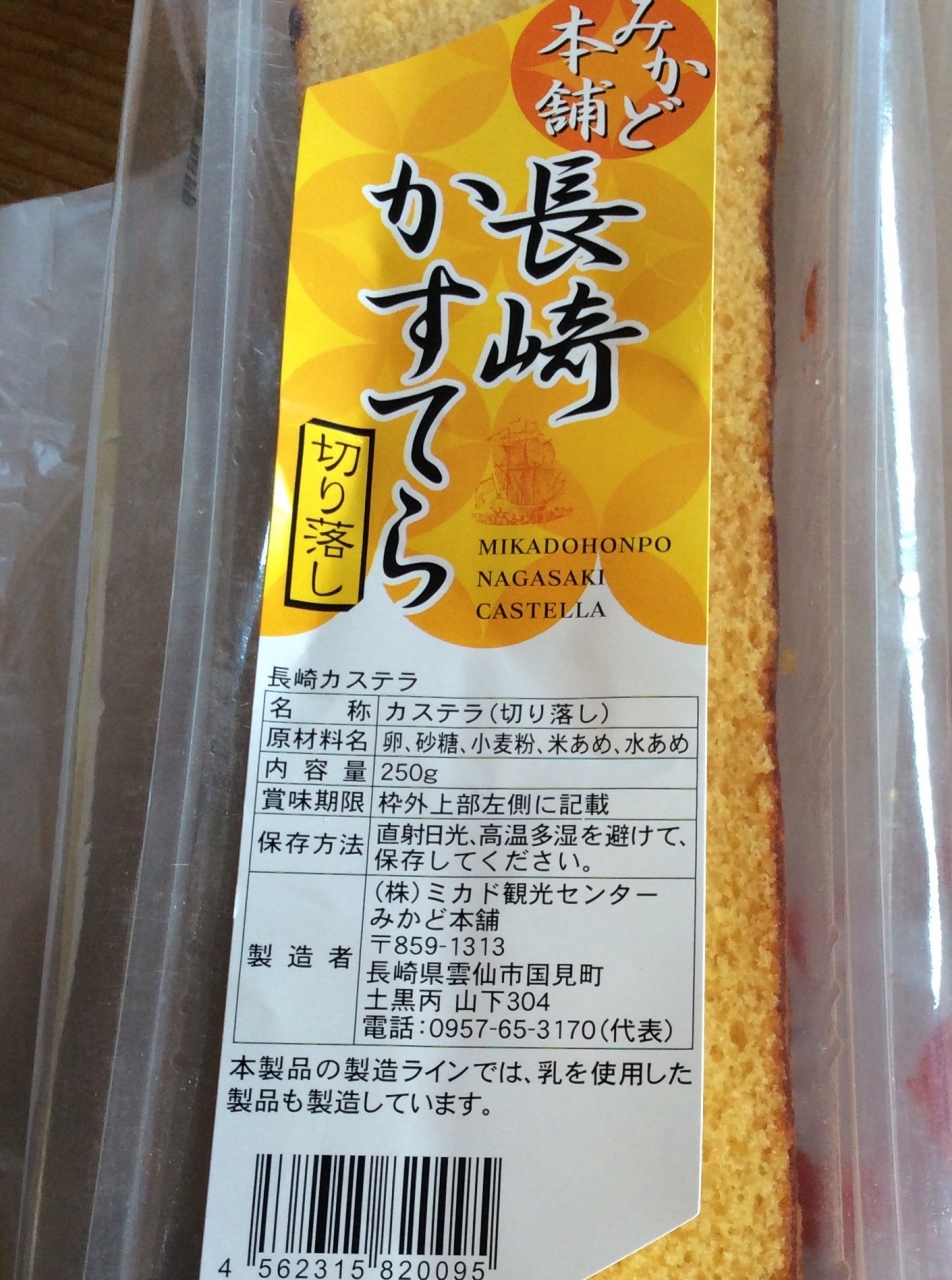 みかど
本舗
長崎
かすてら
切り落し
MIKADOHONPO
NAGASAKI
CASTELLA
長崎カステラ
名称 カステラ(切り落し)
原材料名 卵、砂糖、小麦粉、米あめ、水あめ
内容量 250g
賞味期限 枠外上部左側に記載
保存方法 直射日光、高温多湿を避けて、
保存してください。
製造者 (株)ミカド観光センター
みかど本舗
〒859-1313
長崎県雲仙市国見町
土黒丙 山下304
電話:0957-65-3170(代表)
本製品の製造ラインでは、乳を使用した
製品も製造しています。
4 562315 820095